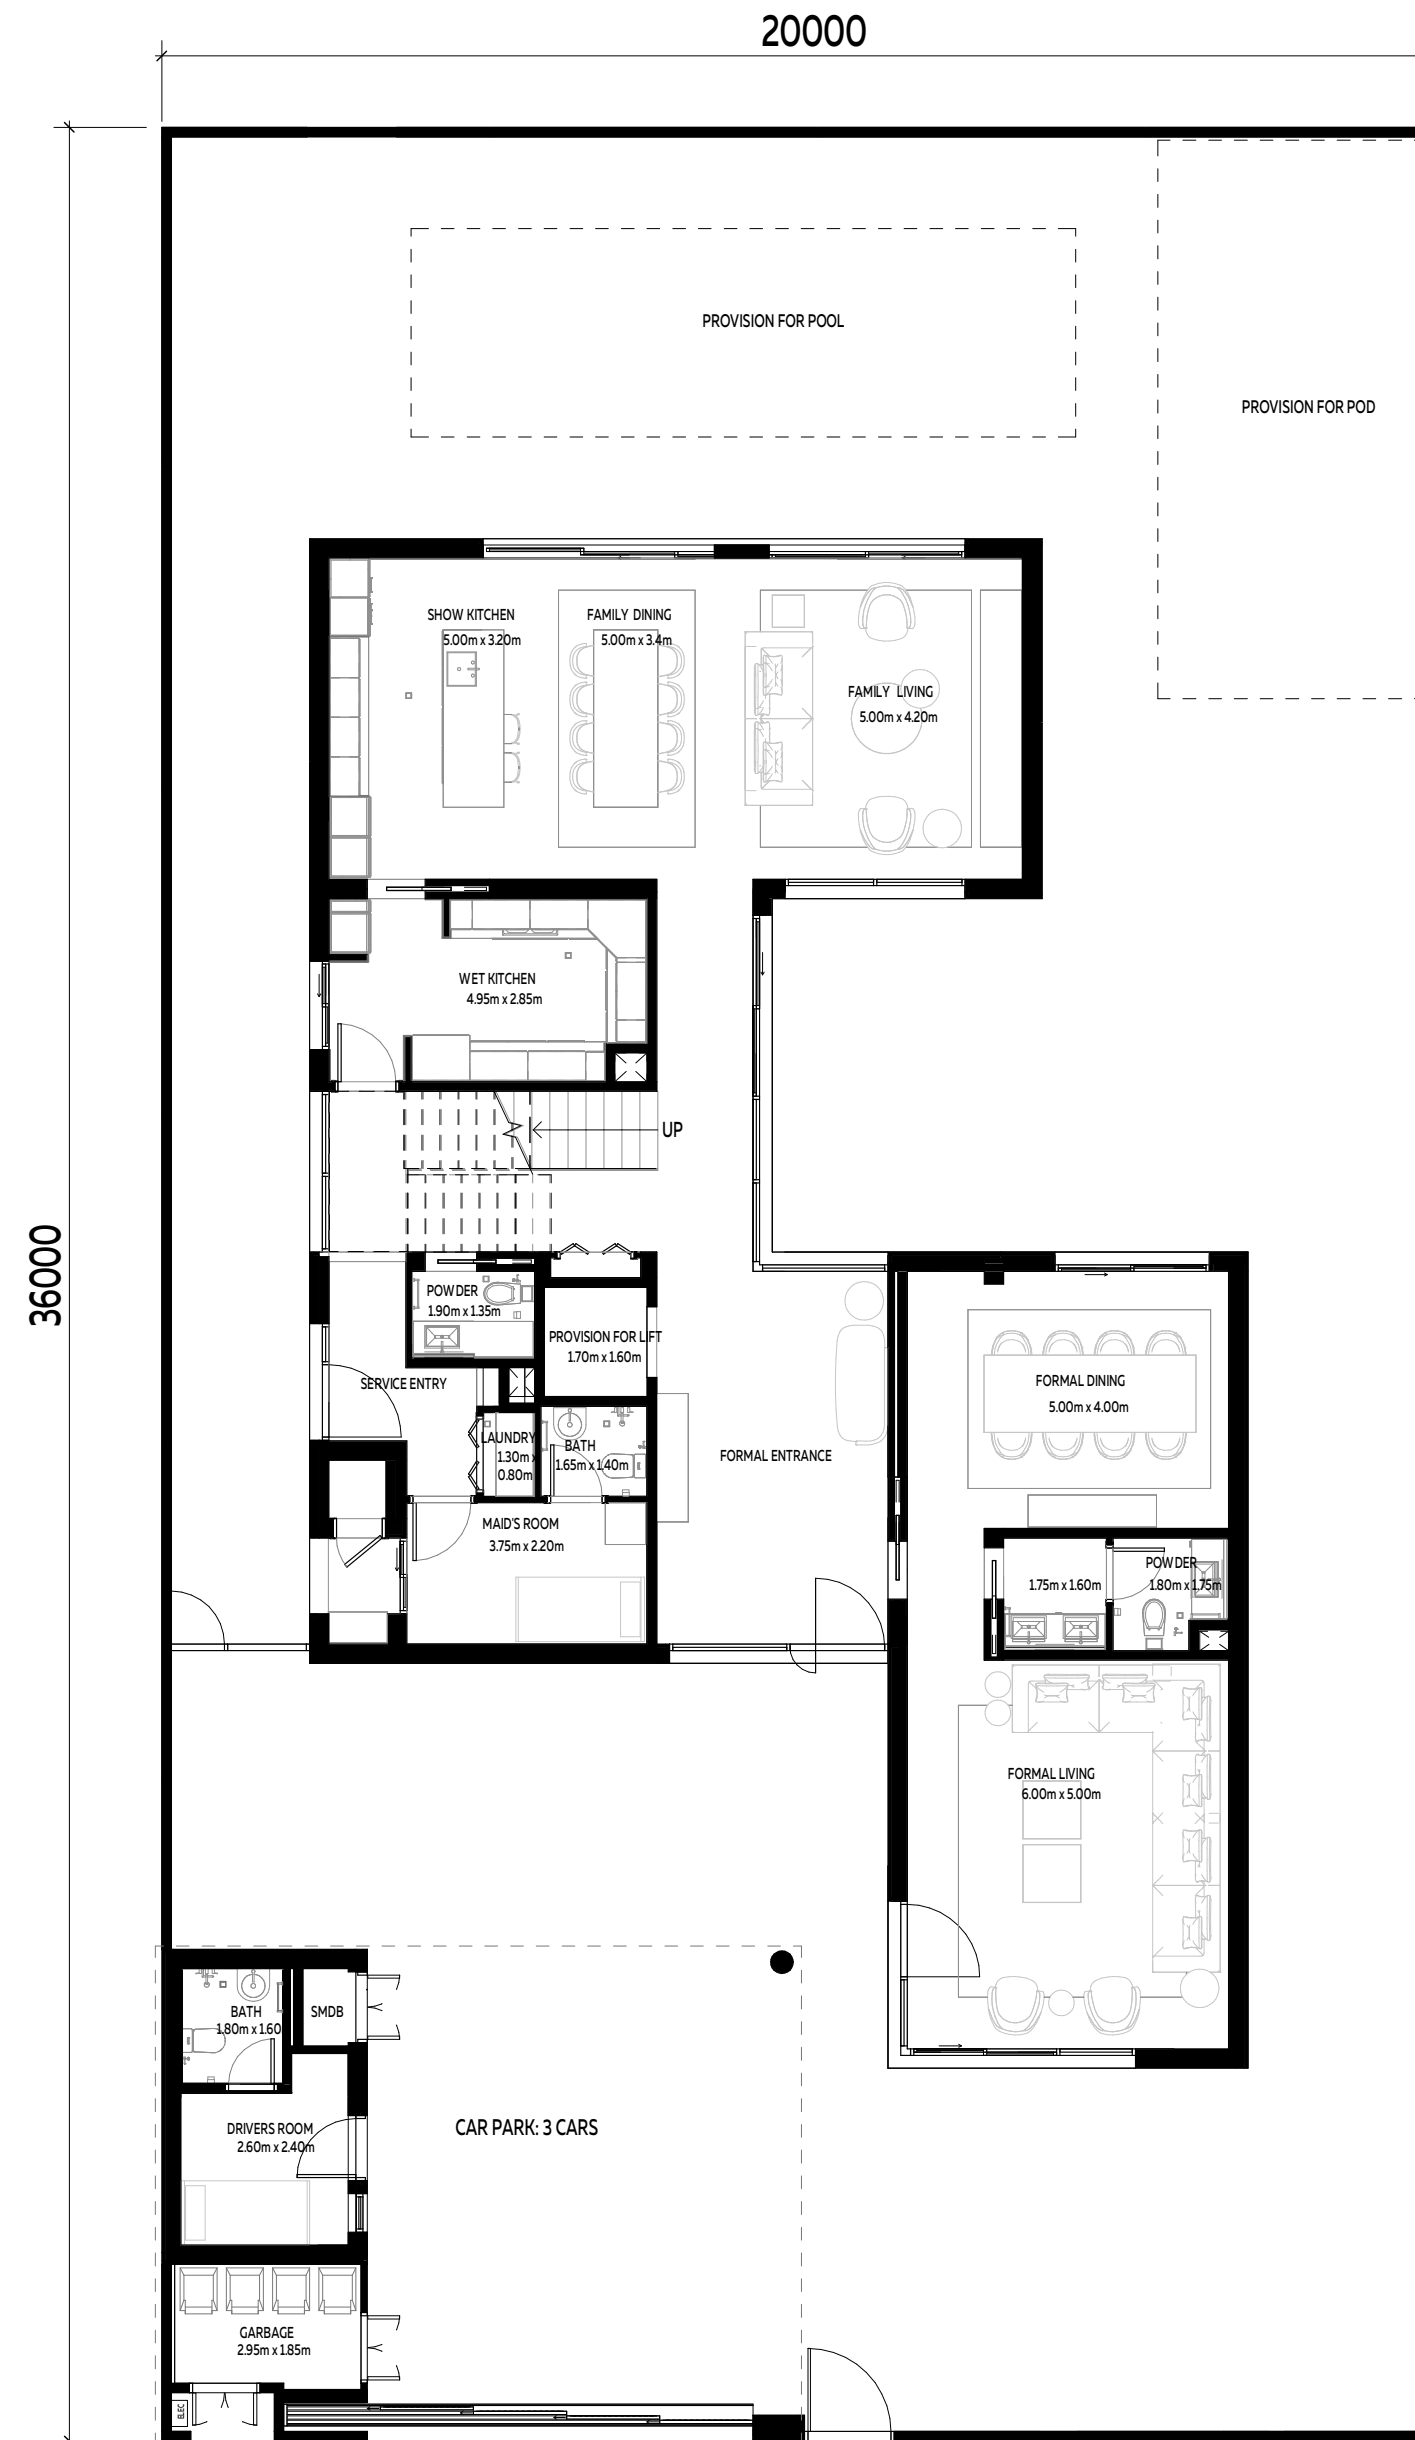 20000
PROVISION FOR POOL
PROVISION FOR POD
SHOW KITCHEN
5.00m x 3.20m
FAMILY DINING
5.00m x 3.4m
FAMILY LIVING
5.00m x 4.20m
WET KITCHEN
4.95m x 2.85m
UP
36000
POWDER
1.90m x 1.35m
PROVISION FOR LIFT
1.70m x 1.60m
SERVICE ENTRY
FORMAL DINING
5.00m x 4.00m
LAUNDRY
1.30m x
0.80m
BATH
1.65m x 1.40m
FORMAL ENTRANCE
MAID'S ROOM
3.75m x 2.20m
1.75m x 1.60m
POWDER
1.80m x 1.75m
FORMAL LIVING
6.00m x 5.00m
BATH
1.80m x 1.60
SMDB
DRIVERS ROOM
2.60m x 2.40m
CAR PARK: 3 CARS
GARBAGE
2.95m x 1.85m
ELEC